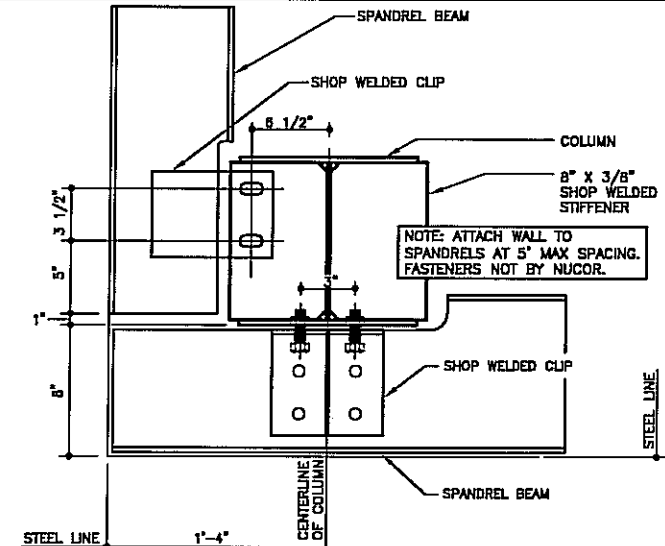 SPANDREL BEAM
SHOP WELDED CLIP
6 1/2"
COLUMN
8" X 3/8"
SHOP WELDED
STIFFENER
3 1/2"
NOTE: ATTACH WALL TO
SPANDRELS AT 5' MAX SPACING.
FASTENERS NOT BY NUCOR.
5"
3"
1"
8"
SHOP WELDED CLIP
STEEL LINE
CENTERLINE
OF COLUMN
SPANDREL BEAM
STEEL LINE
1'-4"